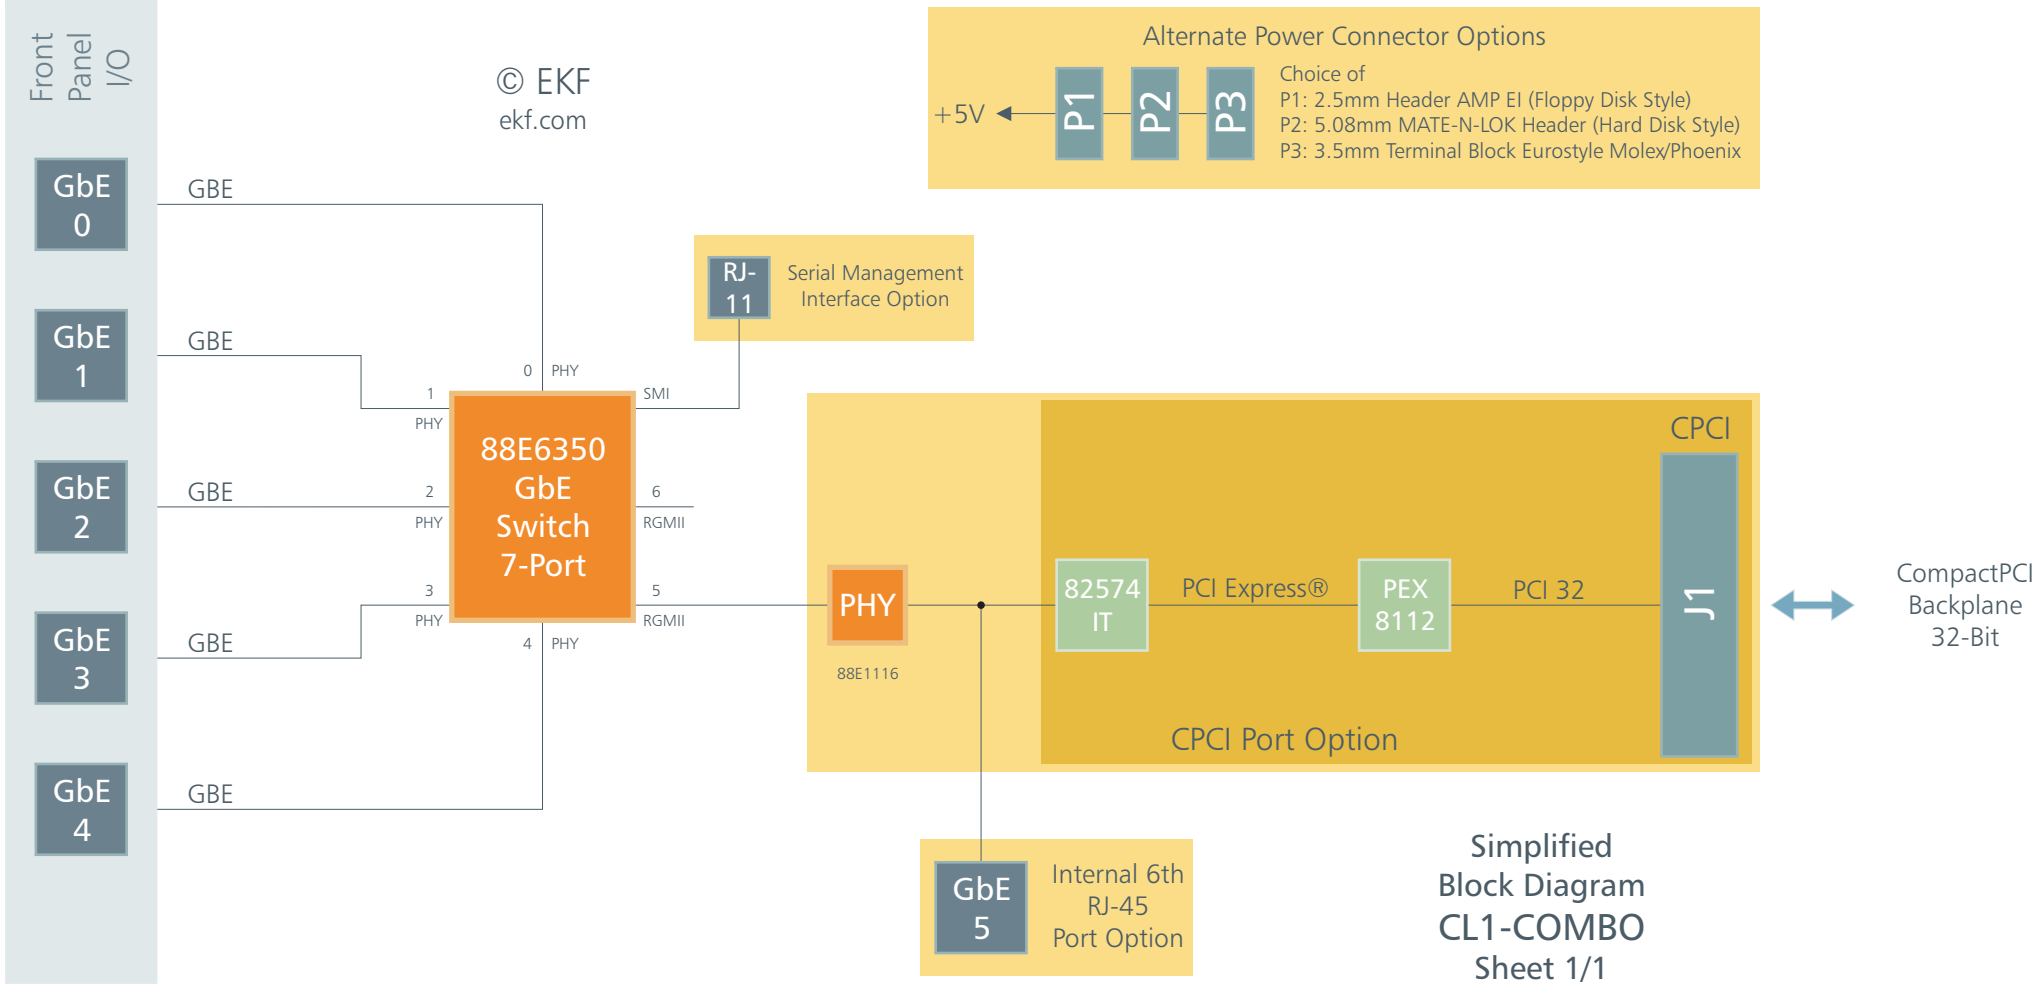 Front
Panel
I/O
© EKF
ekf.com
Alternate Power Connector Options
+5V
P1
P2
P3
Choice of
P1: 2.5mm Header AMP EI (Floppy Disk Style)
P2: 5.08mm MATE-N-LOK Header (Hard Disk Style)
P3: 3.5mm Terminal Block Eurostyle Molex/Phoenix
GbE
0
GBE
GbE
1
GBE
GbE
2
GBE
GbE
3
GBE
GbE
4
GBE
RJ-
11
Serial Management
Interface Option
0 PHY
1
PHY
2
PHY
3
PHY
4 PHY
SMI
6
RGMII
5
RGMII
88E6350
GbE
Switch
7-Port
PHY
88E1116
82574
IT
PCI Express®
PEX
8112
PCI 32
CPCI
J1
CPCI Port Option
CompactPCI
Backplane
32-Bit
GbE
5
Internal 6th
RJ-45
Port Option
Simplified
Block Diagram
CL1-COMBO
Sheet 1/1